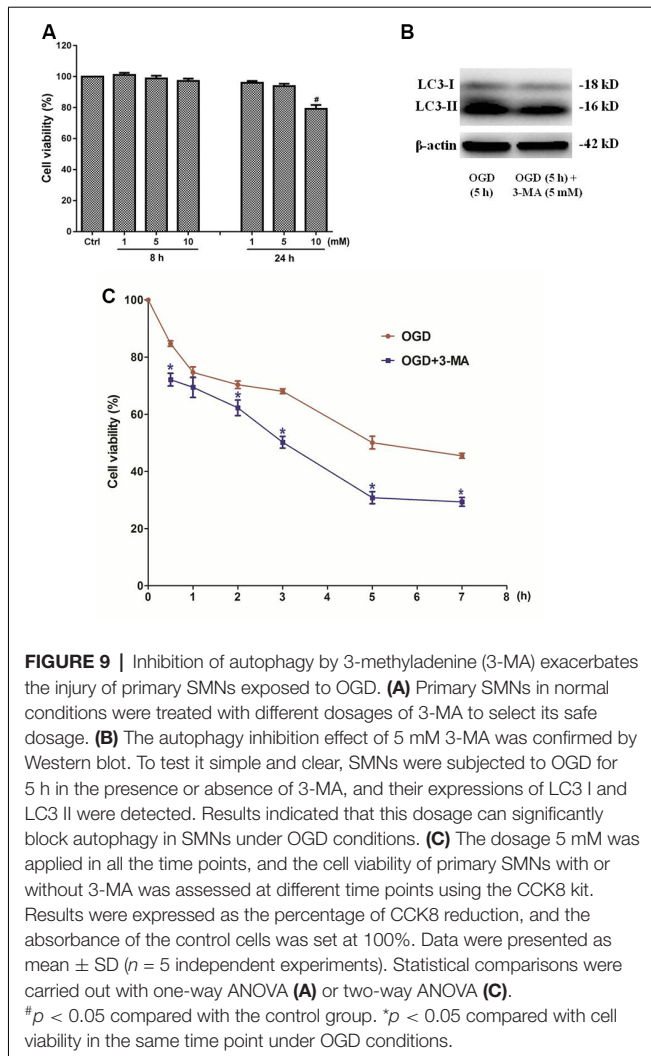 A
Cell viability (%)
120
100
80
60
40
20
0
#
Ctrl 1 5 10 1 5 10 (mM)
8 h 24 h
B
LC3-I -18 kD
LC3-II -16 kD
β-actin -42 kD
OGD OGD (5 h) +
(5 h) 3-MA (5 mM)
C
Cell viability (%)
100
80
60
40
20
0
OGD
OGD+3-MA
* * * * *
0 1 2 3 5 7 8 (h)
FIGURE 9 | Inhibition of autophagy by 3-methyladenine (3-MA) exacerbates
the injury of primary SMNs exposed to OGD. (A) Primary SMNs in normal
conditions were treated with different dosages of 3-MA to select its safe
dosage. (B) The autophagy inhibition effect of 5 mM 3-MA was confirmed by
Western blot. To test it simple and clear, SMNs were subjected to OGD for
5 h in the presence or absence of 3-MA, and their expressions of LC3 I and
LC3 II were detected. Results indicated that this dosage can significantly
block autophagy in SMNs under OGD conditions. (C) The dosage 5 mM was
applied in all the time points, and the cell viability of primary SMNs with or
without 3-MA was assessed at different time points using the CCK8 kit.
Results were expressed as the percentage of CCK8 reduction, and the
absorbance of the control cells was set at 100%. Data were presented as
mean ± SD (n = 5 independent experiments). Statistical comparisons were
carried out with one-way ANOVA (A) or two-way ANOVA (C).
#p < 0.05 compared with the control group. *p < 0.05 compared with cell
viability in the same time point under OGD conditions.